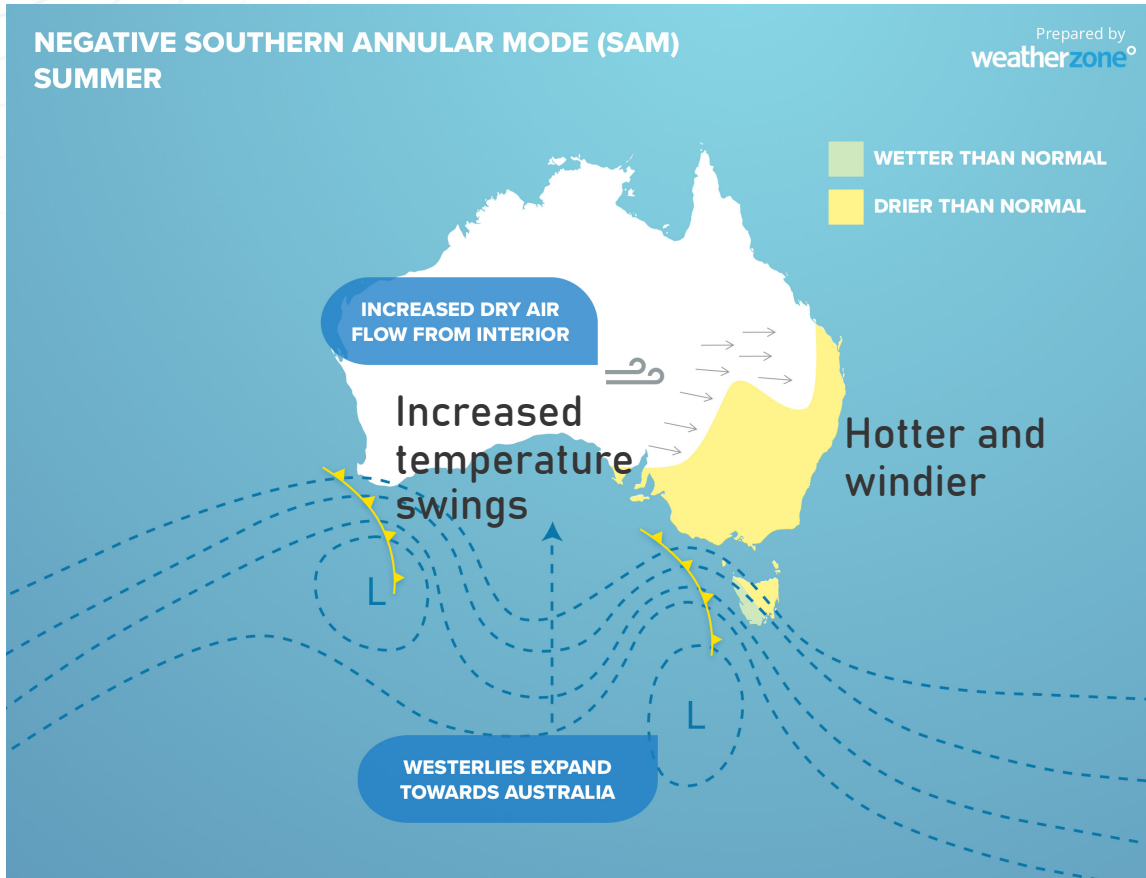 NEGATIVE SOUTHERN ANNULAR MODE (SAM)
SUMMER
Prepared by
weatherzone°
WETTER THAN NORMAL
DRIER THAN NORMAL
INCREASED DRY AIR
FLOW FROM INTERIOR
Increased
temperature
swings
Hotter and
windier
L
L
WESTERLIES EXPAND
TOWARDS AUSTRALIA